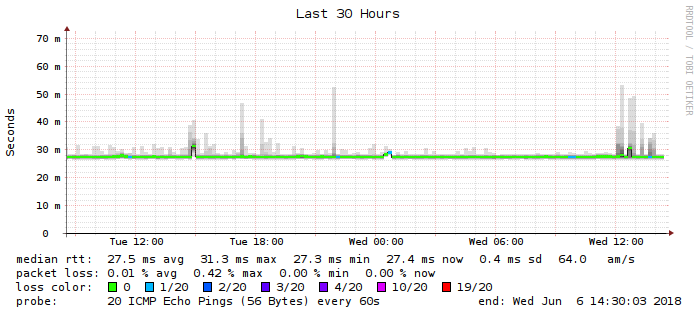 Last 30 Hours
RRDTOOL / TOBI OETIKER
Seconds
70 m
60 m
50 m
40 m
30 m
20 m
10 m
0
Tue 12:00 Tue 18:00 Wed 00:00 Wed 06:00 Wed 12:00
median rtt: 27.5 ms avg 31.3 ms max 27.3 ms min 27.4 ms now 0.4 ms sd 64.0 am/s
packet loss: 0.01 % avg 0.42 % max 0.00 % min 0.00 % now
loss color: 0 1/20 2/20 3/20 4/20 10/20 19/20
probe: 20 ICMP Echo Pings (56 Bytes) every 60s end: Wed Jun 6 14:30:03 2018